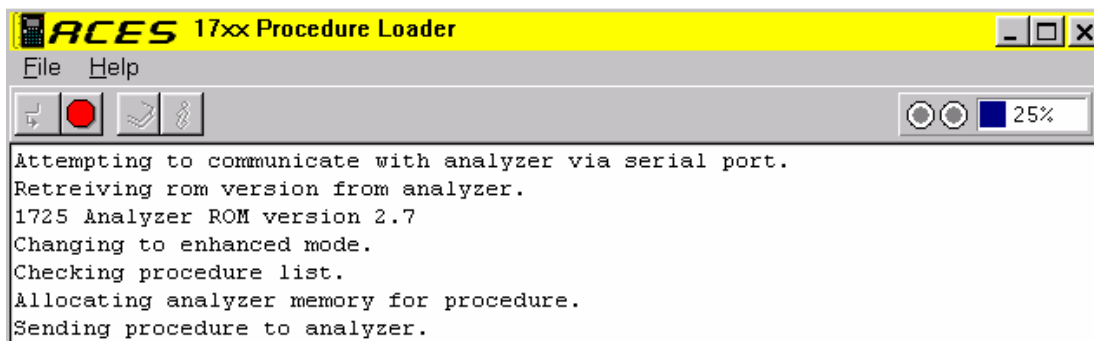 ACES 17xx Procedure Loader
File Help
25%
Attempting to communicate with analyzer via serial port.
Retreiving rom version from analyzer.
1725 Analyzer ROM version 2.7
Changing to enhanced mode.
Checking procedure list.
Allocating analyzer memory for procedure.
Sending procedure to analyzer.